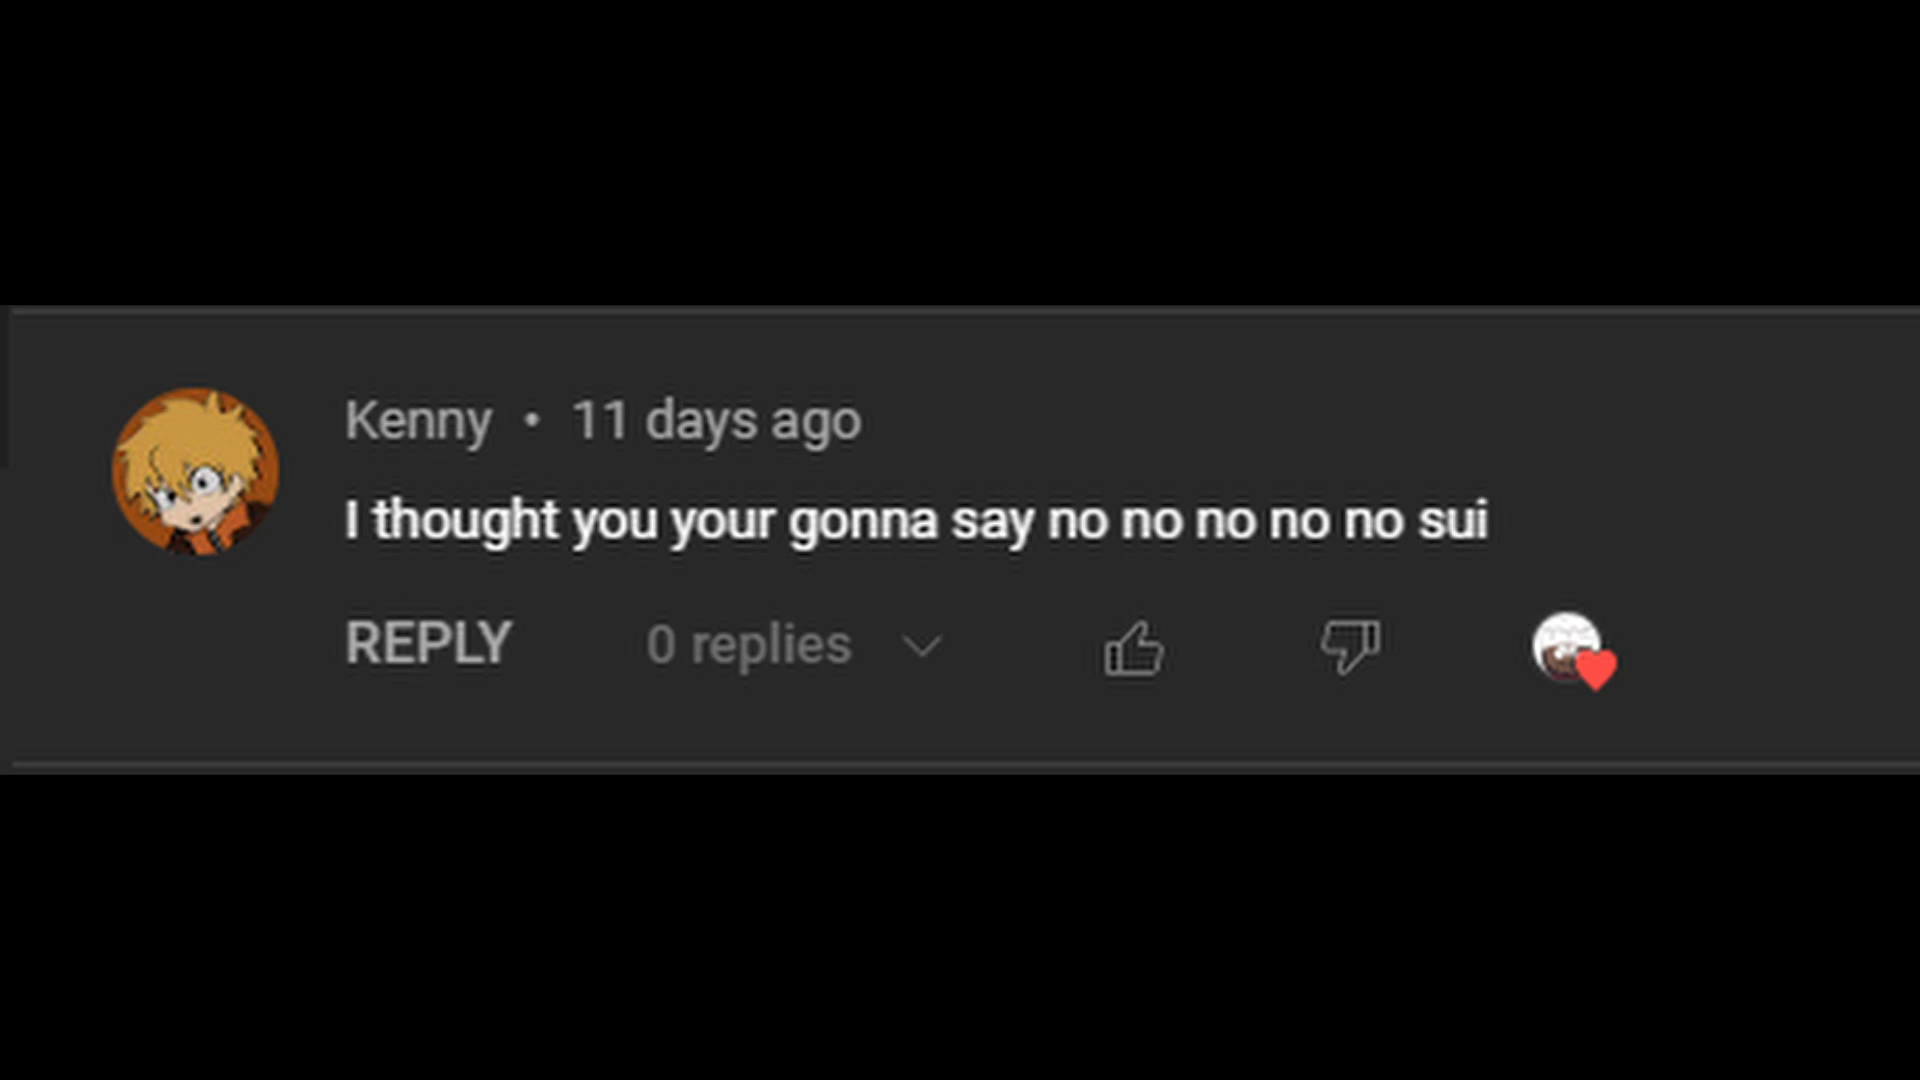 Kenny • 11 days ago
I thought you your gonna say no no no no no sui
REPLY 0 replies